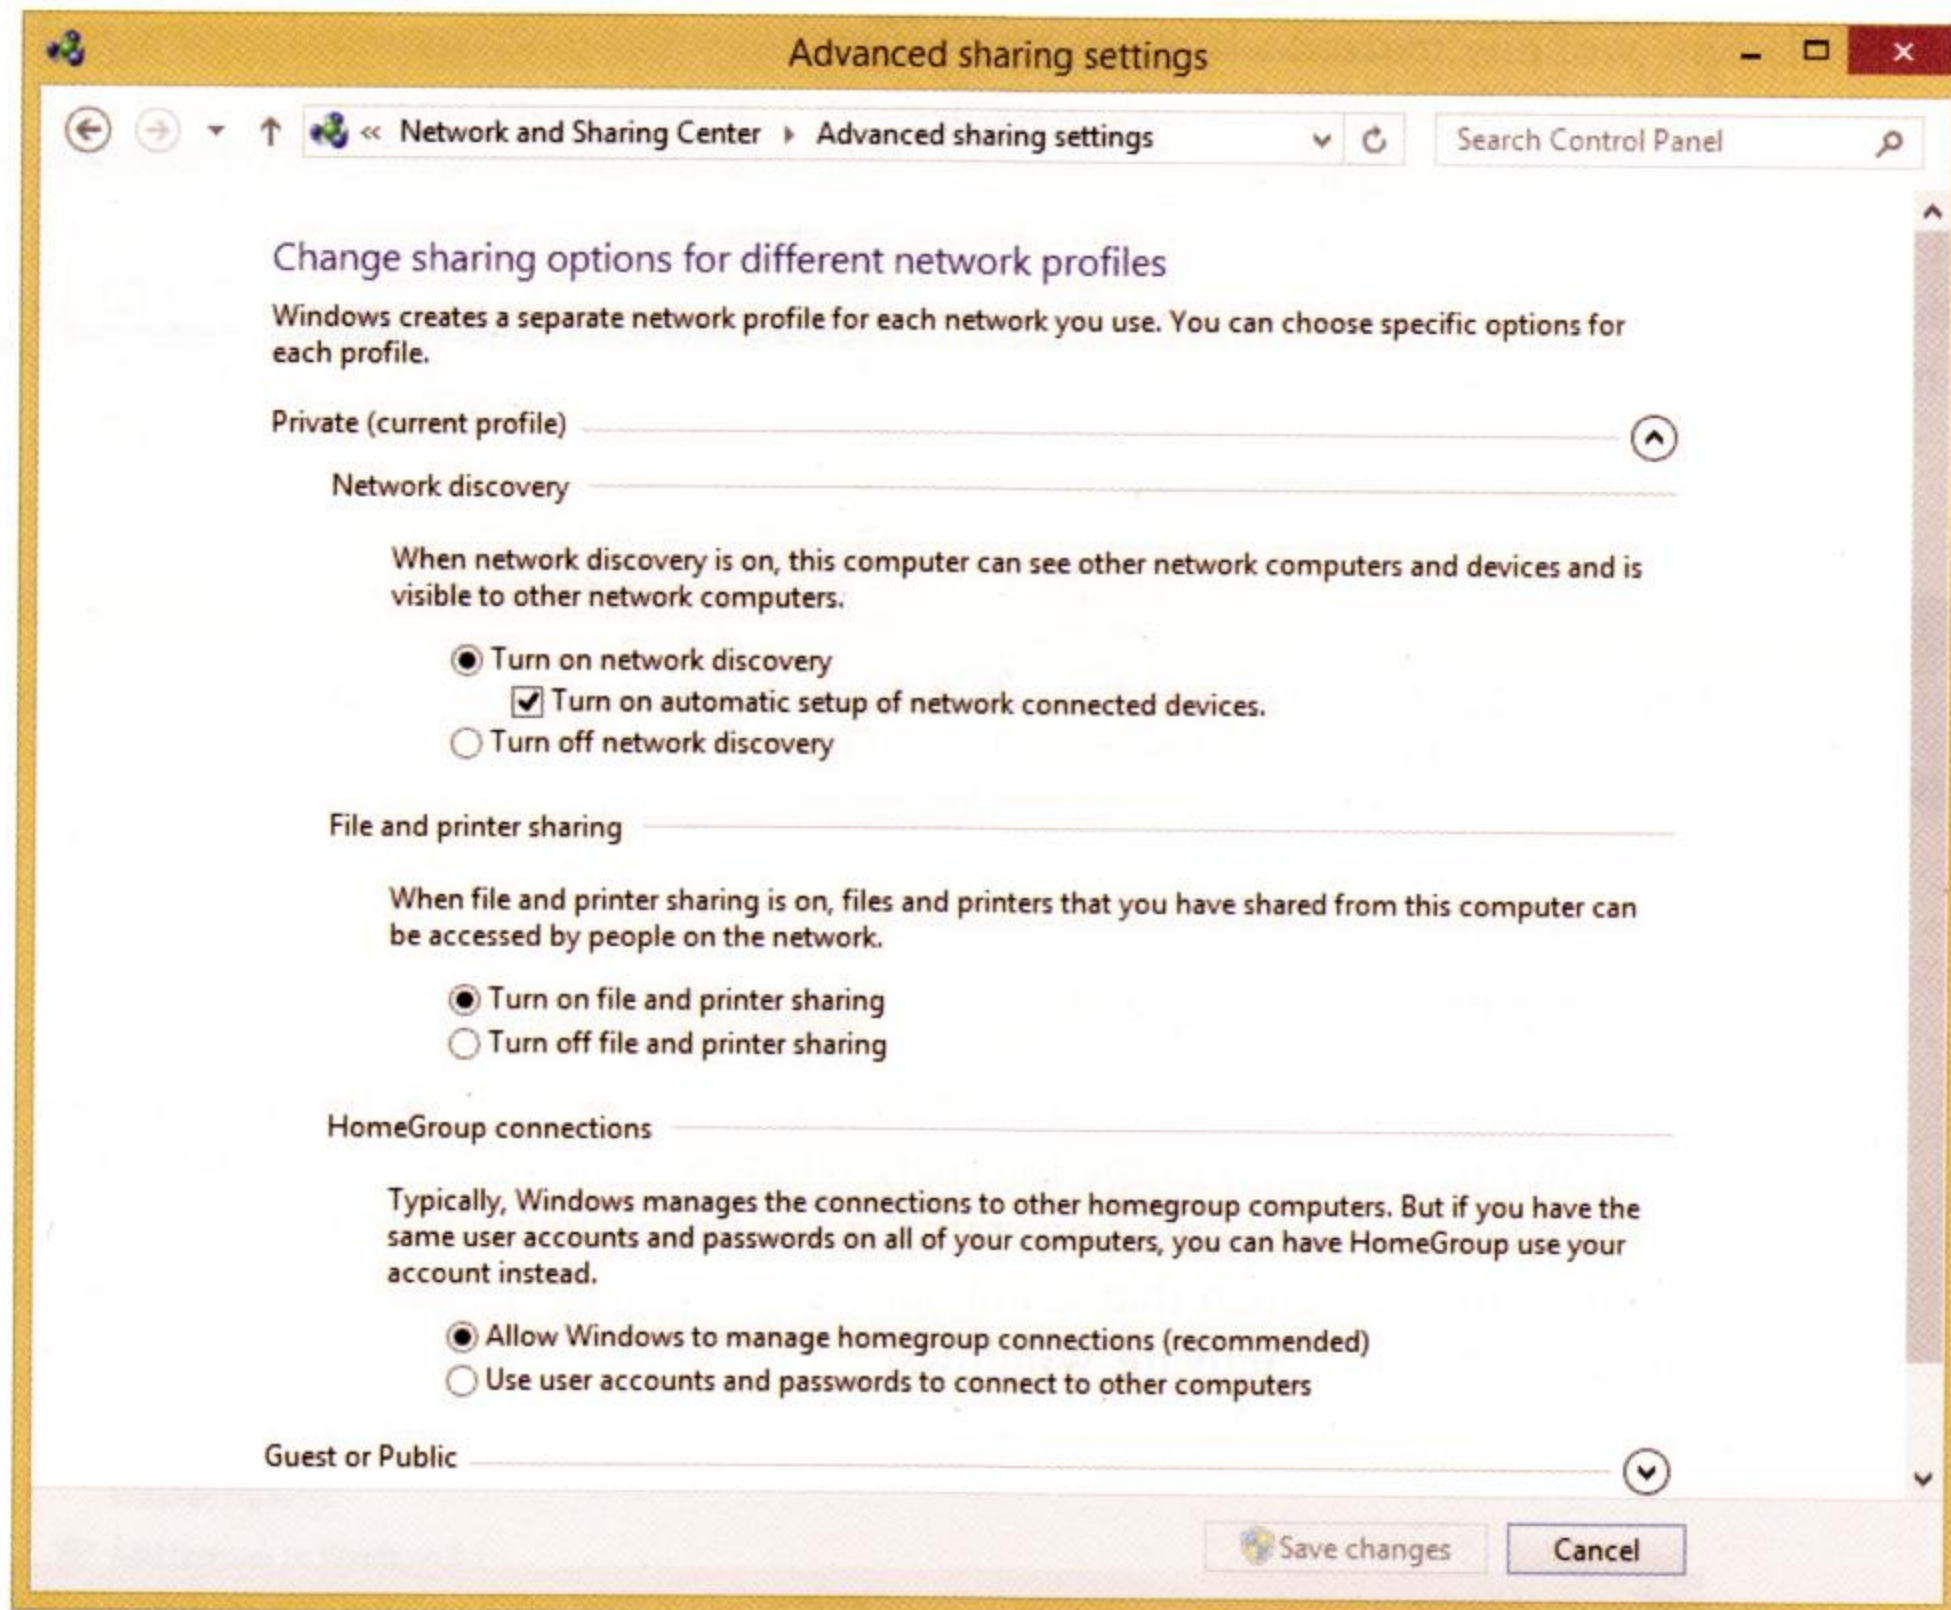 Advanced sharing settings
« Network and Sharing Center ▸ Advanced sharing settings
Search Control Panel
Change sharing options for different network profiles
Windows creates a separate network profile for each network you use. You can choose specific options for
each profile.
Private (current profile)
Network discovery
When network discovery is on, this computer can see other network computers and devices and is
visible to other network computers.
Turn on network discovery
Turn on automatic setup of network connected devices.
Turn off network discovery
File and printer sharing
When file and printer sharing is on, files and printers that you have shared from this computer can
be accessed by people on the network.
Turn on file and printer sharing
Turn off file and printer sharing
HomeGroup connections
Typically, Windows manages the connections to other homegroup computers. But if you have the
same user accounts and passwords on all of your computers, you can have HomeGroup use your
account instead.
Allow Windows to manage homegroup connections (recommended)
Use user accounts and passwords to connect to other computers
Guest or Public
Save changes
Cancel